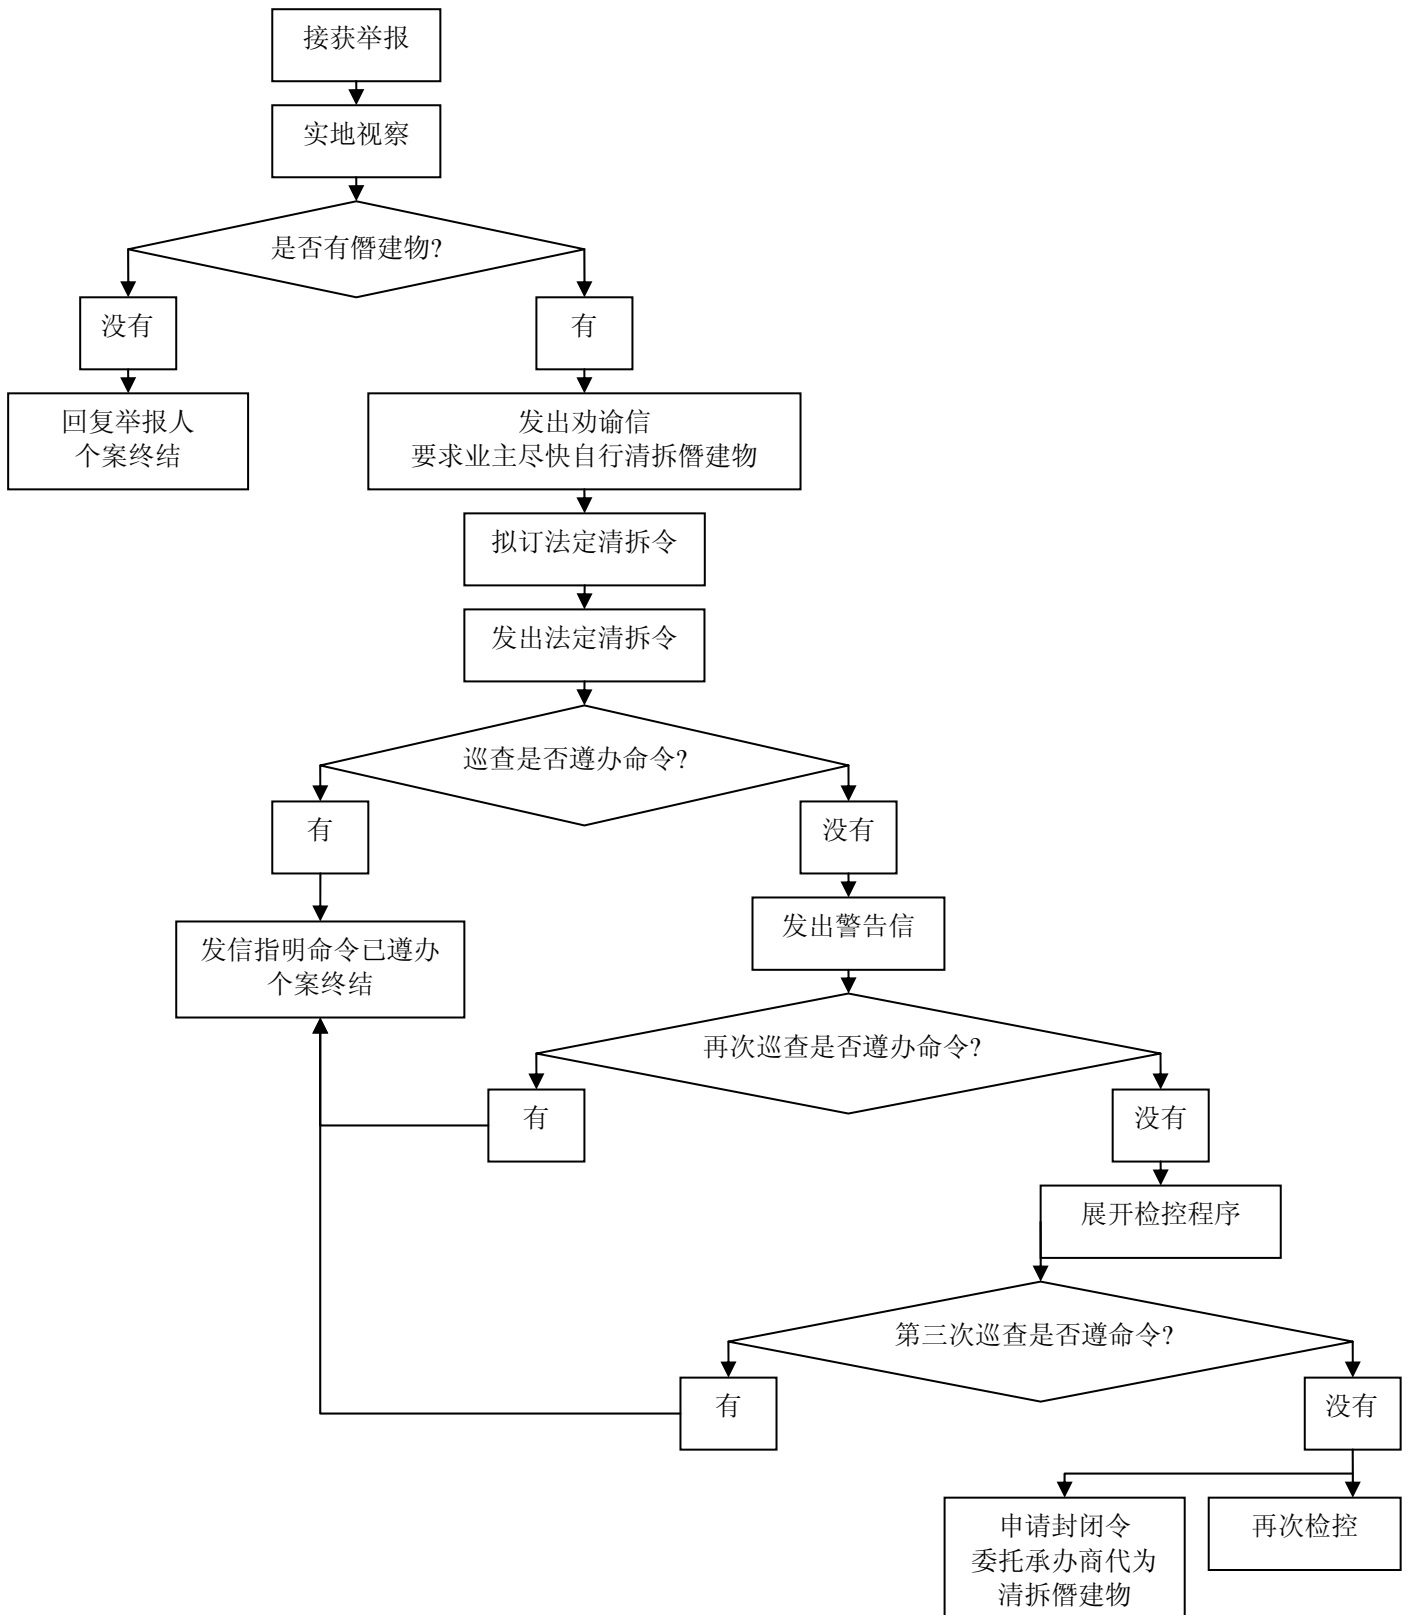 接获举报
实地视察
是否有僭建物?
没有
有
回复举报人
个案终结
发出劝谕信
要求业主尽快自行清拆僭建物
拟订法定清拆令
发出法定清拆令
巡查是否遵办命令?
有
没有
发信指明命令已遵办
个案终结
发出警告信
再次巡查是否遵办命令?
有
没有
展开检控程序
第三次巡查是否遵命令?
有
没有
申请封闭令
委托承办商代为
清拆僭建物
再次检控